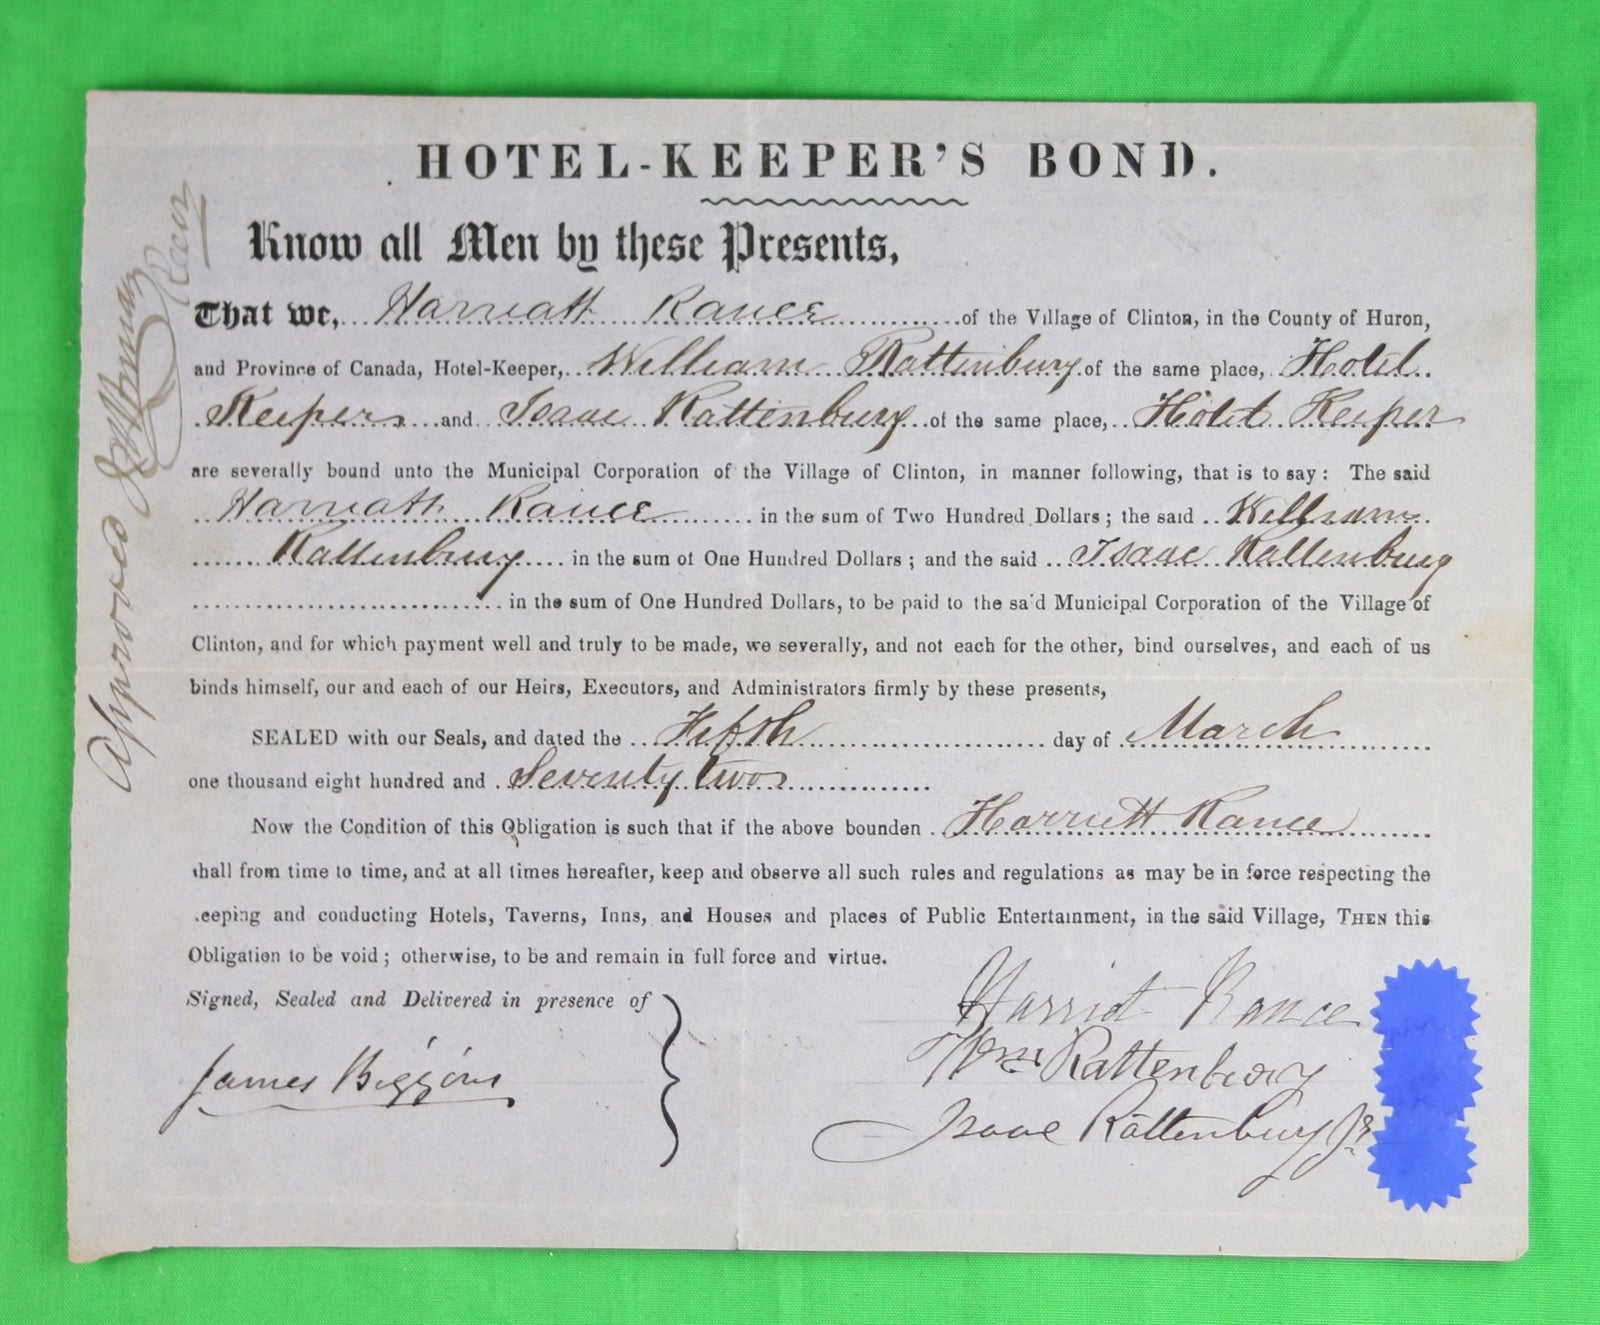 HOTEL-KEEPER'S BOND.
Know all Men by these Presents,
That we, Harriatt Rance of the Village of Clinton, in the County of Huron,
and Province of Canada, Hotel-Keeper, William Rattenbury of the same place, Hotel
Keeper and Isaac Rattenbury of the same place, Hotel Keeper
are severally bound unto the Municipal Corporation of the Village of Clinton, in manner following, that is to say: The said
Harriatt Rance in the sum of Two Hundred Dollars; the said William
Rattenbury in the sum of One Hundred Dollars; and the said Isaac Rattenbury
in the sum of One Hundred Dollars, to be paid to the sa'd Municipal Corporation of the Village of
Clinton, and for which payment well and truly to be made, we severally, and not each for the other, bind ourselves, and each of us
binds himself, our and each of our Heirs, Executors, and Administrators firmly by these presents,
SEALED with our Seals, and dated the Fifth day of March
one thousand eight hundred and Seventy two
Now the Condition of this Obligation is such that if the above bounden Harriett Rance
shall from time to time, and at all times hereafter, keep and observe all such rules and regulations as may be in force respecting the
keeping and conducting Hotels, Taverns, Inns, and Houses and places of Public Entertainment, in the said Village, THEN this
Obligation to be void; otherwise, to be and remain in full force and virtue.
Signed, Sealed and Delivered in presence of
James Biggins
Harriet Rance
Wm Rattenbury
Isaac Rattenbury Jr
Approved
Reeve